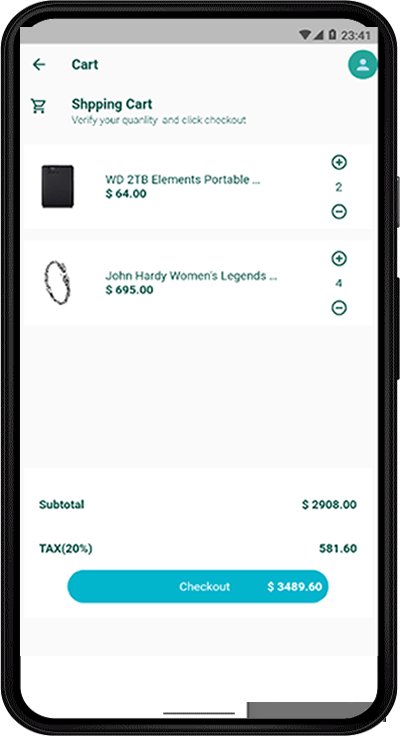 23:41
Cart
Shpping Cart
Verify your quanlity and click checkout
WD 2TB Elements Portable ...
$ 64.00
2
John Hardy Women's Legends ...
$ 695.00
4
Subtotal $ 2908.00
TAX(20%) 581.60
Checkout $ 3489.60